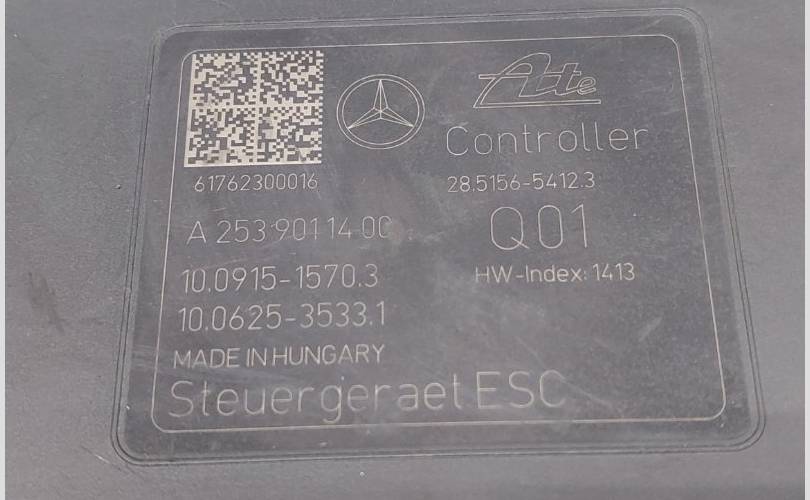 Ate
Controller
61762300016
28.5156-5412.3
A 253 901 14 00
Q01
10.0915-1570.3
HW-Index: 1413
10.0625-3533.1
MADE IN HUNGARY
Steuergeraet ESC